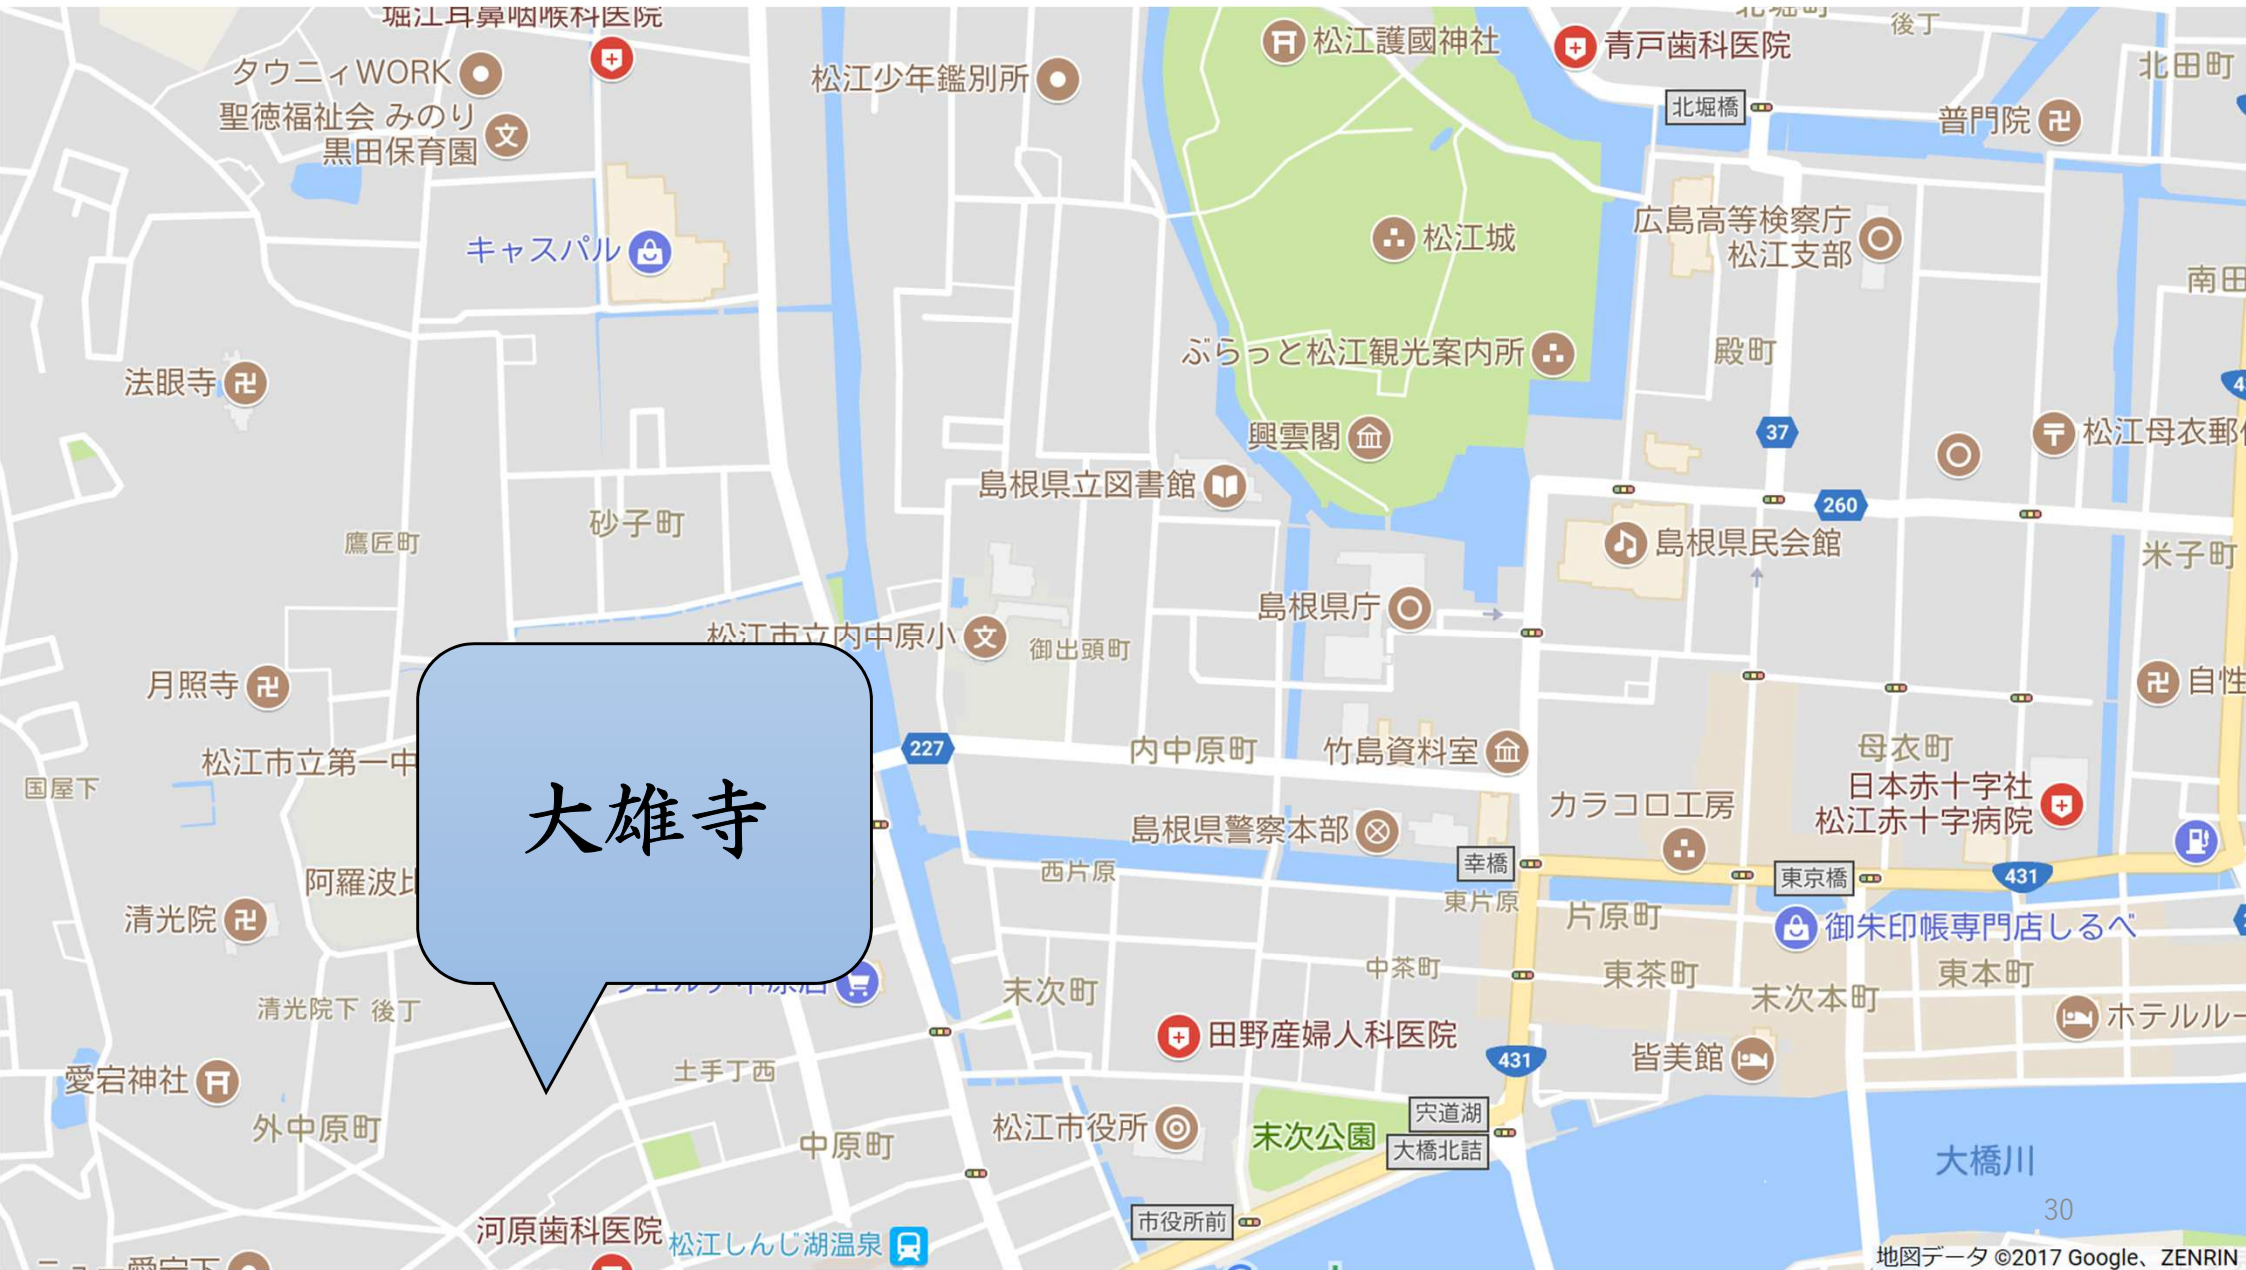 堀江耳鼻咽喉科医院
タウニィWORK
聖徳福祉会 みのり
黒田保育園
松江少年鑑別所
松江護國神社
青戸歯科医院
後丁
北田町
北堀橋
普門院
キャスパル
松江城
広島高等検察庁
松江支部
南田
ぷらっと松江観光案内所
殿町
法眼寺
興雲閣
37
松江母衣郵
島根県立図書館
260
砂子町
鷹匠町
島根県民会館
米子町
島根県庁
松江市立内中原小
御出頭町
月照寺
自性
227
内中原町
竹島資料室
母衣町
松江市立第一中
国屋下
日本赤十字社
松江赤十字病院
カラコロ工房
大雄寺
島根県警察本部
幸橋
西片原
阿羅波比
東京橋
431
東片原
片原町
清光院
御朱印帳専門店しるべ
中茶町
東茶町
東本町
末次町
末次本町
清光院下 後丁
ホテルルー
田野産婦人科医院
431
皆美館
土手丁西
愛宕神社
宍道湖
大橋北詰
外中原町
松江市役所
末次公園
中原町
大橋川
30
市役所前
河原歯科医院
松江しんじ湖温泉
地図データ ©2017 Google、ZENRIN